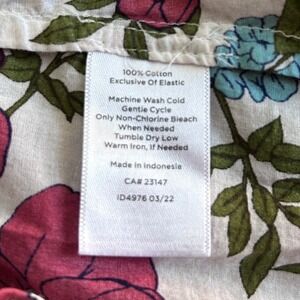 100% Cotton
Exclusive Of Elastic
Machine Wash Cold
Gentle Cycle
Only Non-Chlorine Bleach
When Needed
Tumble Dry Low
Warm Iron, If Needed
Made in Indonesie
CA# 23147
ID4976 03/22